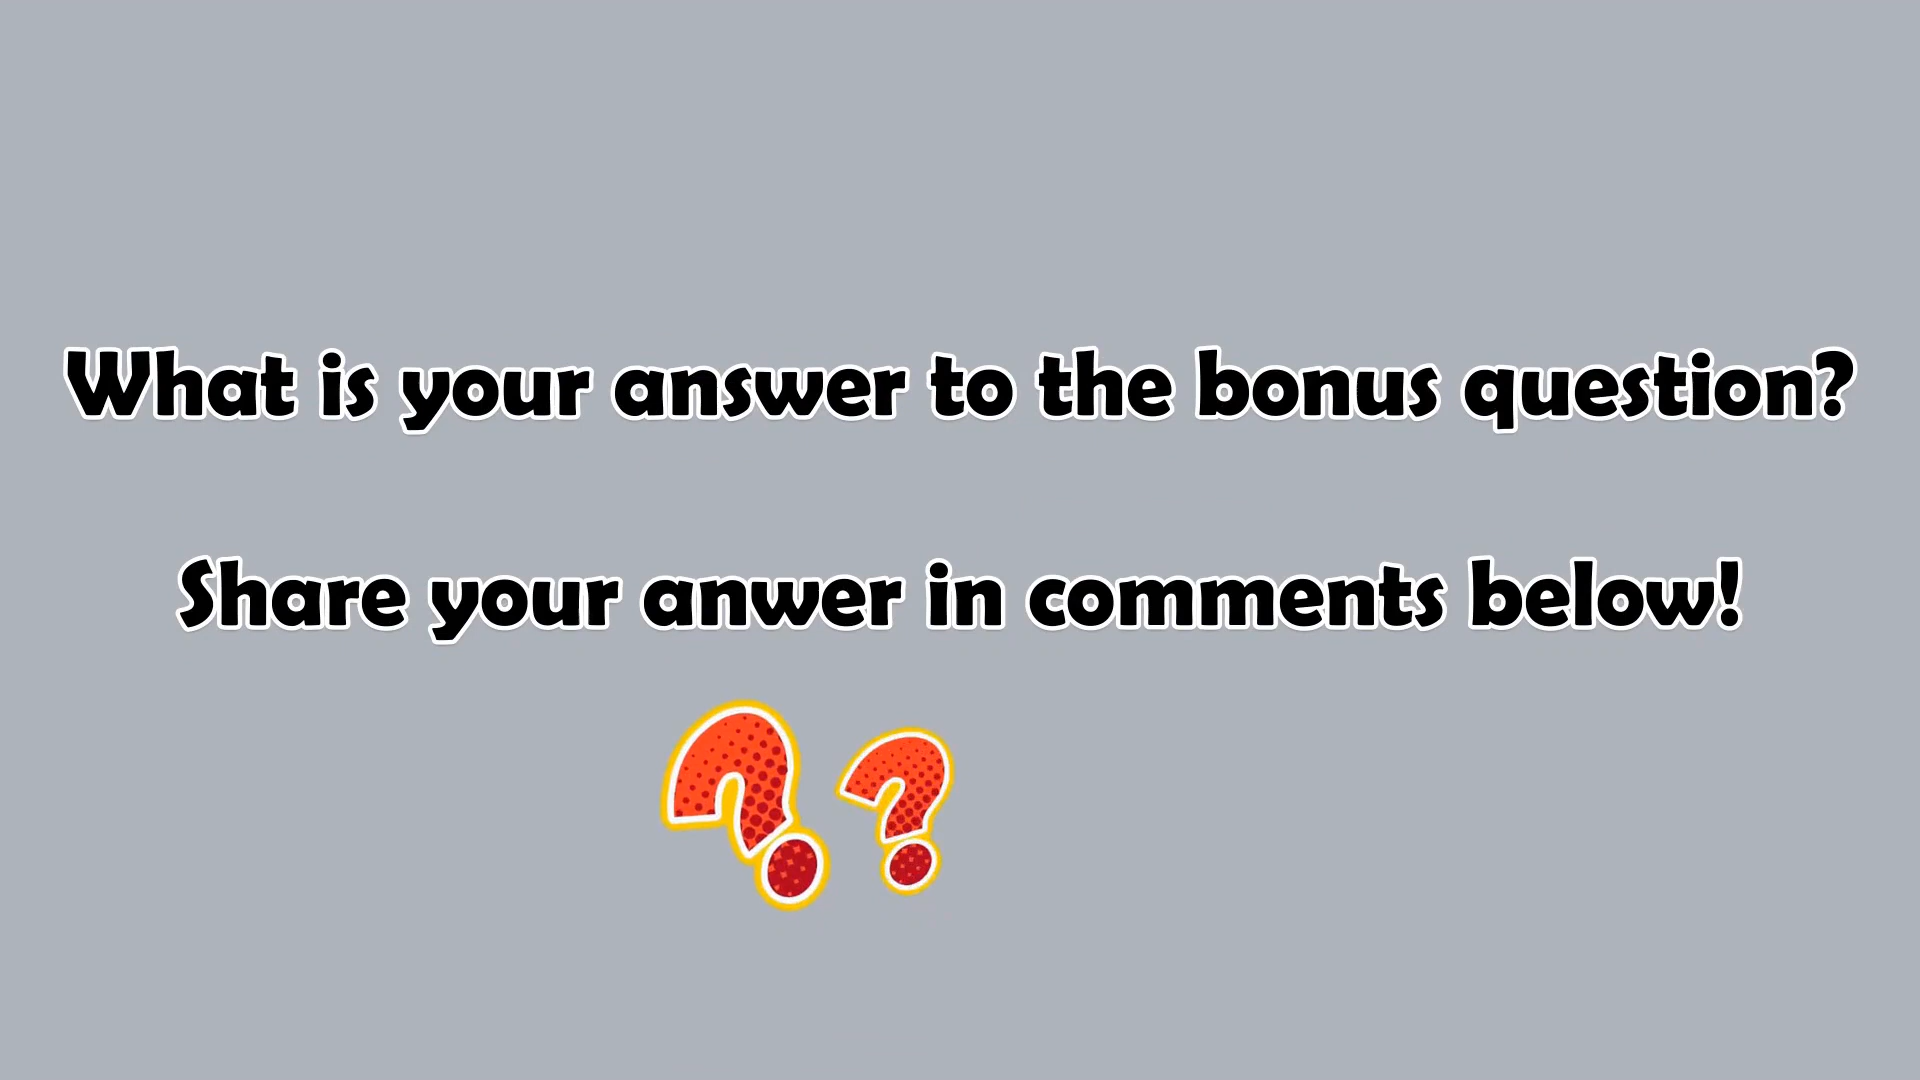 What is your answer to the bonus question?
Share your anwer in comments below!
??